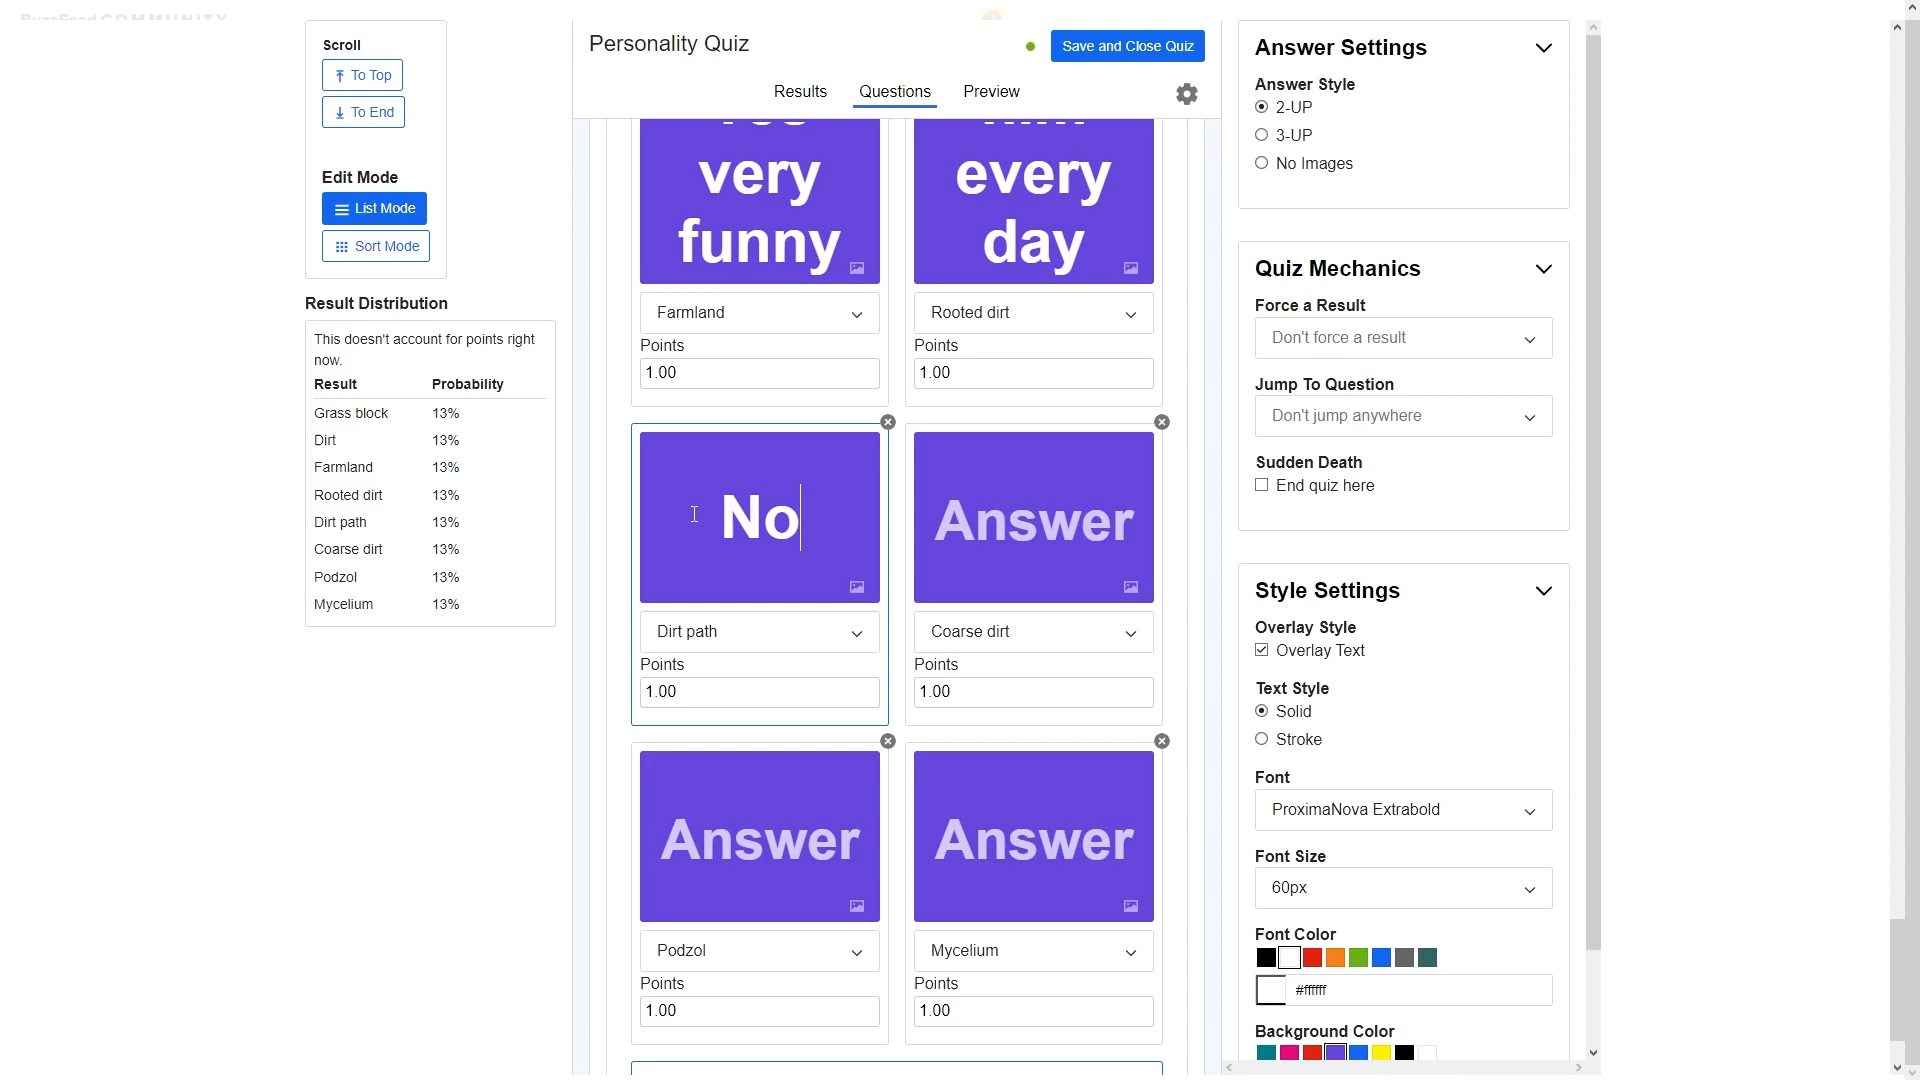 Scroll
To Top
To End
Edit Mode
List Mode
Sort Mode
Result Distribution
This doesn't account for points right
now.
Result Probability
Grass block 13%
Dirt 13%
Farmland 13%
Rooted dirt 13%
Dirt path 13%
Coarse dirt 13%
Podzol 13%
Mycelium 13%
Personality Quiz
Save and Close Quiz
Results Questions Preview
very
funny
every
day
Farmland
Rooted dirt
Points
Points
1.00
1.00
No
Answer
Dirt path
Coarse dirt
Points
Points
1.00
1.00
Answer
Answer
Podzol
Mycelium
Points
Points
1.00
1.00
Answer Settings
Answer Style
2-UP
3-UP
No Images
Quiz Mechanics
Force a Result
Don't force a result
Jump To Question
Don't jump anywhere
Sudden Death
End quiz here
Style Settings
Overlay Style
Overlay Text
Text Style
Solid
Stroke
Font
ProximaNova Extrabold
Font Size
60px
Font Color
#ffffff
Background Color